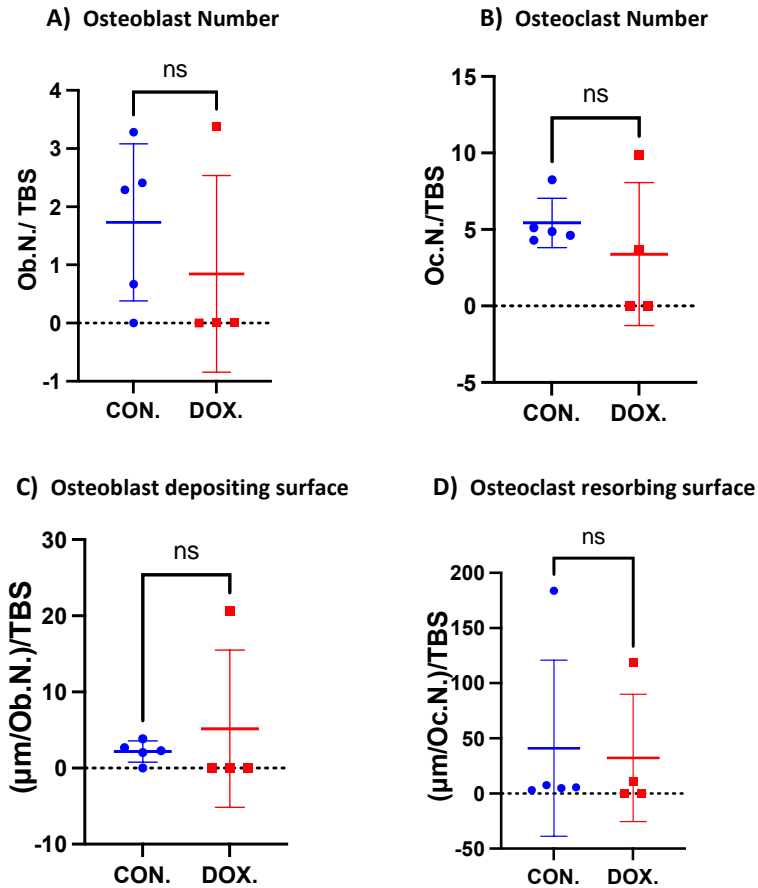 A) Osteoblast Number
ns
Ob.N./ TBS
4
3
2
1
0
-1
CON. DOX.
B) Osteoclast Number
ns
Oc.N./TBS
15
10
5
0
-5
CON. DOX.
C) Osteoblast depositing surface
ns
(µm/Ob.N.)/TBS
30
20
10
0
-10
CON. DOX.
D) Osteoclast resorbing surface
ns
(µm/Oc.N.)/TBS
200
150
100
50
0
-50
CON. DOX.